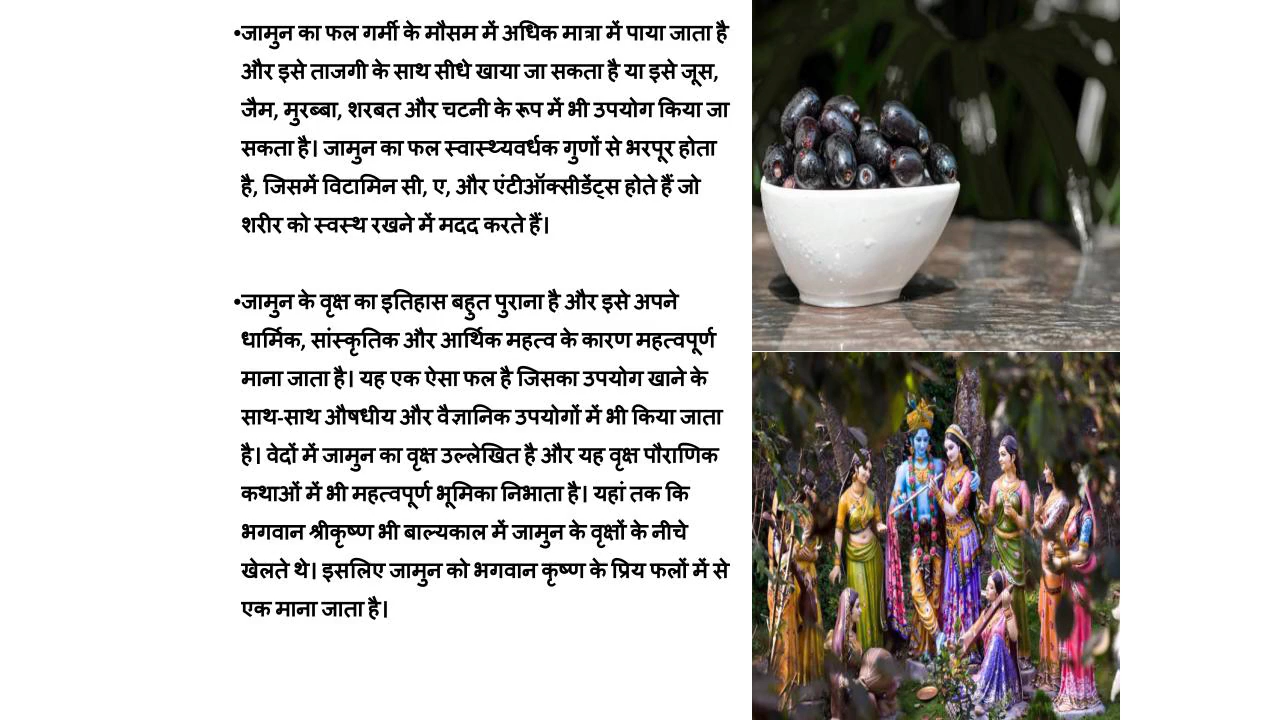 •जामुन का फल गर्मी के मौसम में अधिक मात्रा में पाया जाता है
और इसे ताजगी के साथ सीधे खाया जा सकता है या इसे जूस,
जैम, मुरब्बा, शरबत और चटनी के रूप में भी उपयोग किया जा
सकता है। जामुन का फल स्वास्थ्यवर्धक गुणों से भरपूर होता
है, जिसमें विटामिन सी, ए, और एंटीऑक्सीडेंट्स होते हैं जो
शरीर को स्वस्थ रखने में मदद करते हैं।
•जामुन के वृक्ष का इतिहास बहुत पुराना है और इसे अपने
धार्मिक, सांस्कृतिक और आर्थिक महत्व के कारण महत्वपूर्ण
माना जाता है। यह एक ऐसा फल है जिसका उपयोग खाने के
साथ-साथ औषधीय और वैज्ञानिक उपयोगों में भी किया जाता
है। वेदों में जामुन का वृक्ष उल्लेखित है और यह वृक्ष पौराणिक
कथाओं में भी महत्वपूर्ण भूमिका निभाता है। यहां तक कि
भगवान श्रीकृष्ण भी बाल्यकाल में जामुन के वृक्षों के नीचे
खेलते थे। इसलिए जामुन को भगवान कृष्ण के प्रिय फलों में से
एक माना जाता है।